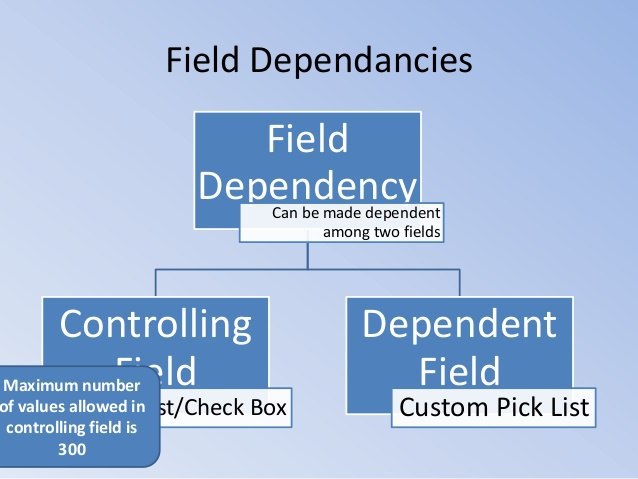 Field Dependancies
Field
Dependency
Can be made dependent
among two fields
Controlling
Field
st/Check Box
Maximum number
of values allowed in
controlling field is
300
Dependent
Field
Custom Pick List